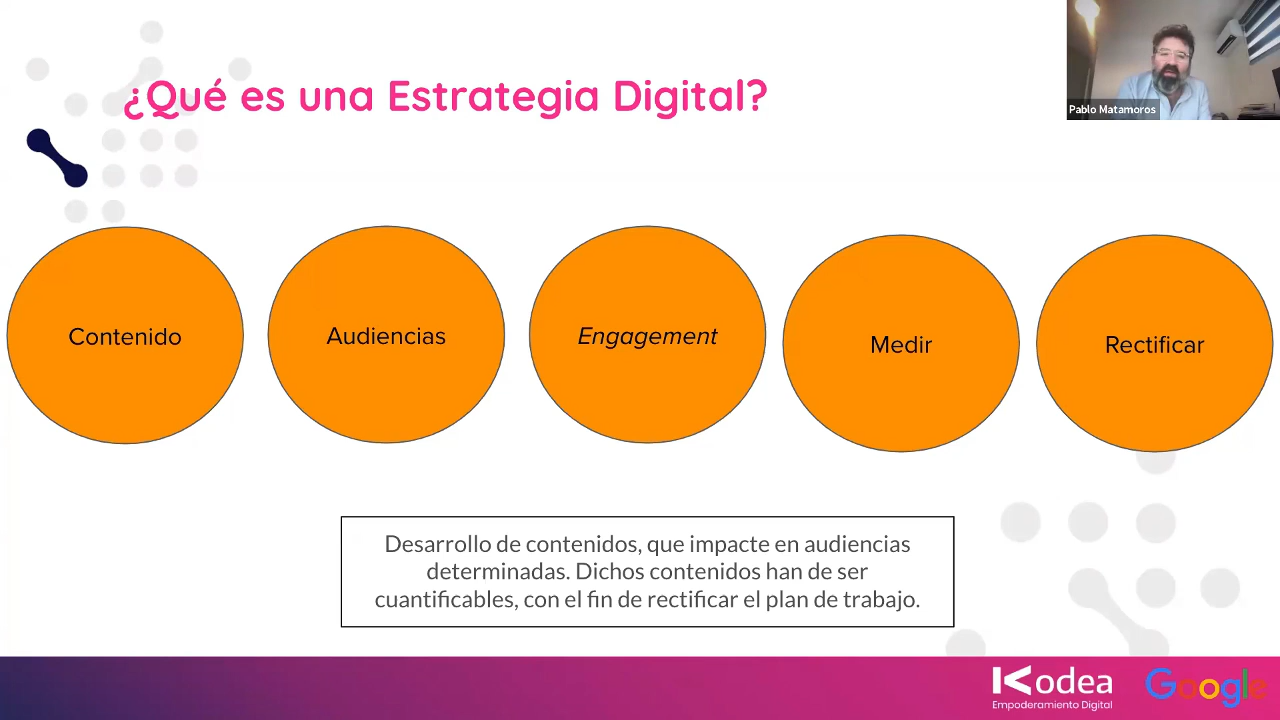 ¿Qué es una Estrategia Digital?
Pablo Matamoros
Contenido
Audiencias
Engagement
Medir
Rectificar
Desarrollo de contenidos, que impacte en audiencias
determinadas. Dichos contenidos han de ser
cuantificables, con el fin de rectificar el plan de trabajo.
Kodea
Empoderamiento Digital
Google